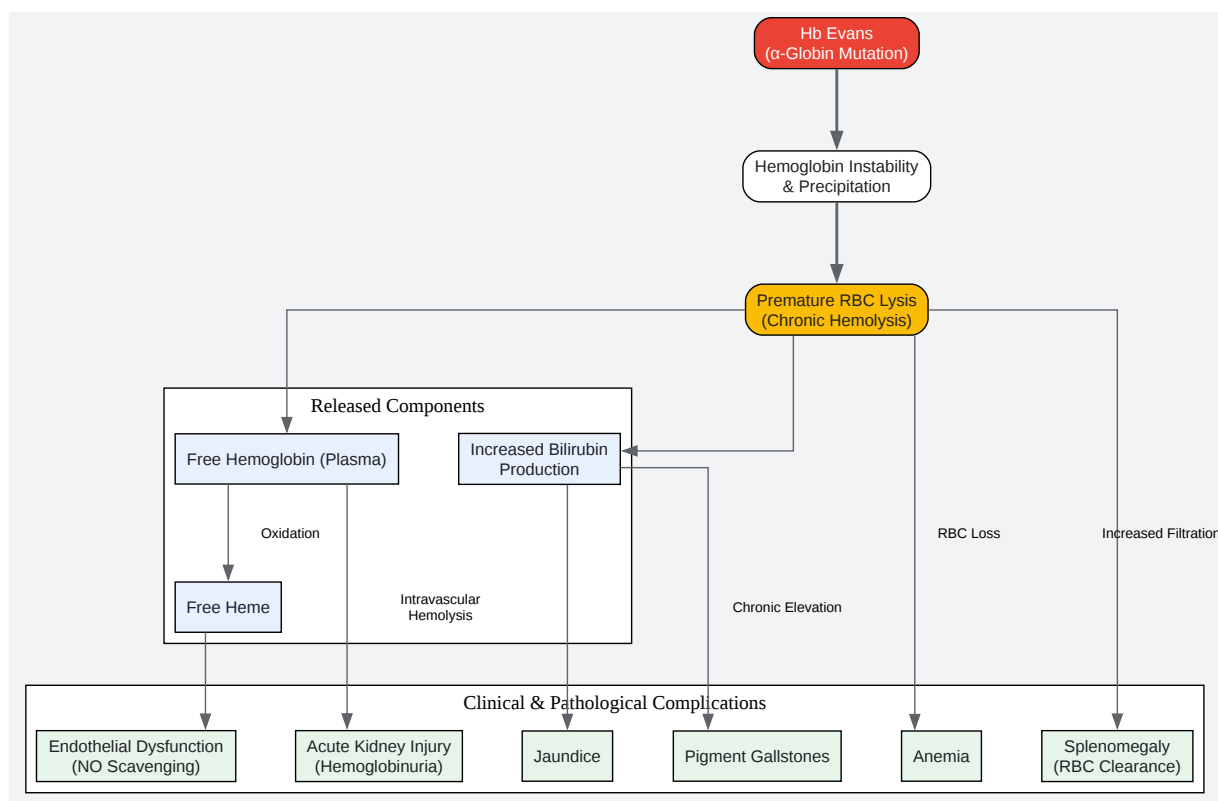 Hb Evans
(α-Globin Mutation)
Hemoglobin Instability
& Precipitation
Premature RBC Lysis
(Chronic Hemolysis)
Released Components
Free Hemoglobin (Plasma)
Increased Bilirubin
Production
Oxidation
RBC Loss
Increased Filtration
Free Heme
Intravascular
Hemolysis
Chronic Elevation
Clinical & Pathological Complications
Endothelial Dysfunction
(NO Scavenging)
Acute Kidney Injury
(Hemoglobinuria)
Jaundice
Pigment Gallstones
Anemia
Splenomegaly
(RBC Clearance)